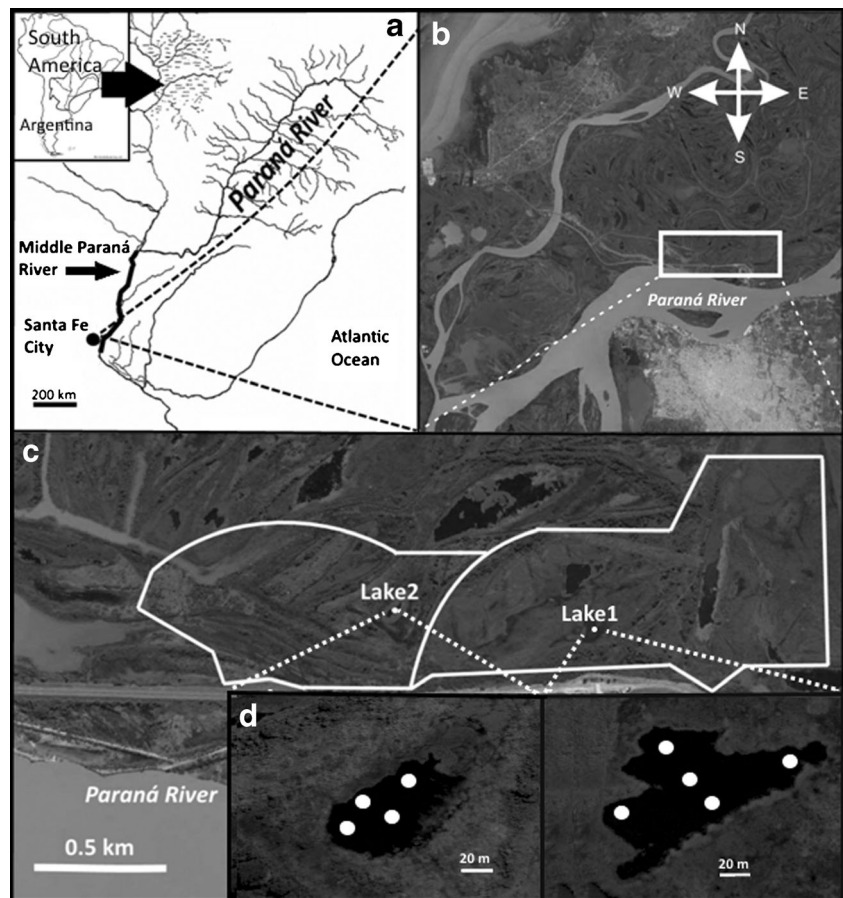 a
South
America
Argentina
Paraná River
Middle Paraná
River
Santa Fe
City
Atlantic
Ocean
200 km
b
N
W
E
S
Paraná River
c
Lake2
Lake1
Paraná River
0.5 km
d
20 m
20 m